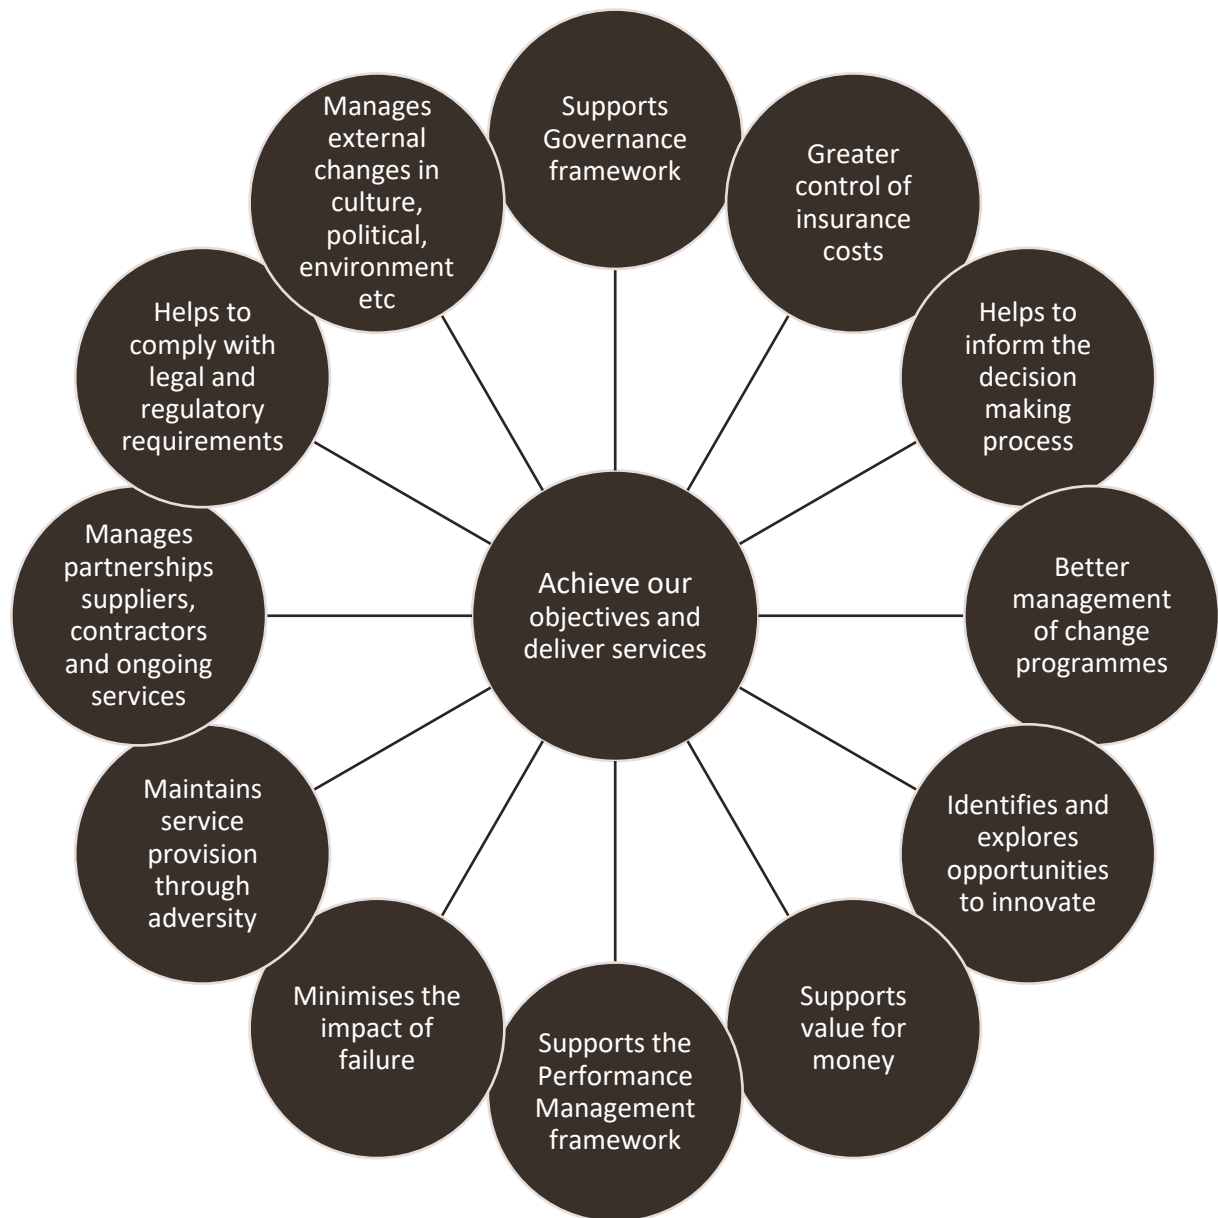 Supports
Governance
framework
Greater
control of
insurance
costs
Helps to
inform the
decision
making
process
Better
management
of change
programmes
Identifies and
explores
opportunities
to innovate
Supports
value for
money
Supports the
Performance
Management
framework
Minimises the
impact of
failure
Maintains
service
provision
through
adversity
Manages
partnerships
suppliers,
contractors
and ongoing
services
Helps to
comply with
legal and
regulatory
requirements
Manages
external
changes in
culture,
political,
environment
etc
Achieve our
objectives and
deliver services